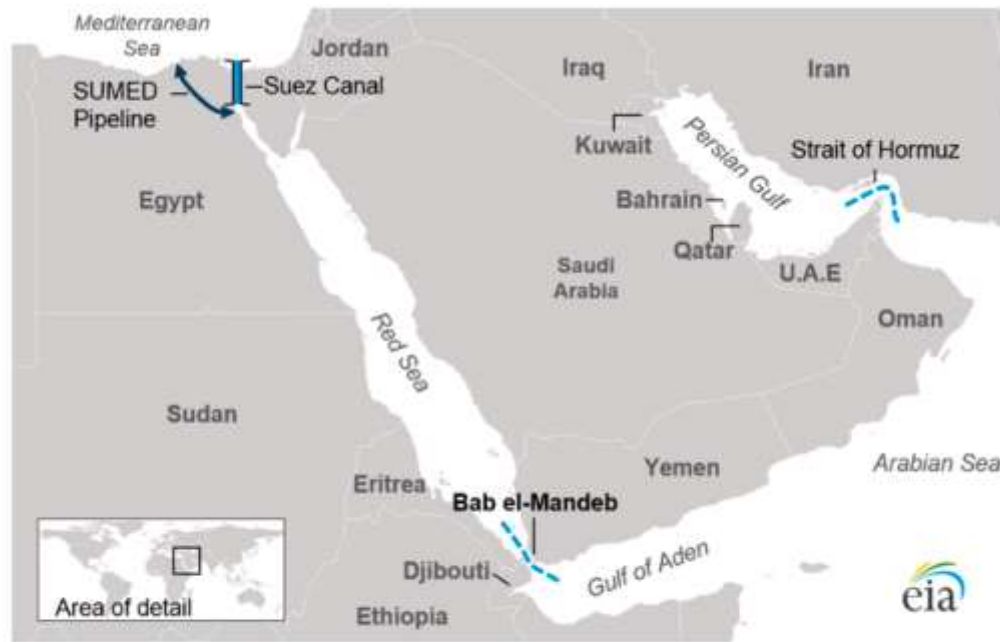 Mediterranean
Sea
Jordan
Iraq
Iran
SUMED
Pipeline
Suez Canal
Kuwait
Persian Gulf
Strait of Hormuz
Egypt
Bahrain
Qatar
Saudi
Arabia
U.A.E
Oman
Red Sea
Sudan
Yemen
Arabian Sea
Eritrea
Bab el-Mandeb
Djibouti
Gulf of Aden
Ethiopia
Area of detail
eia